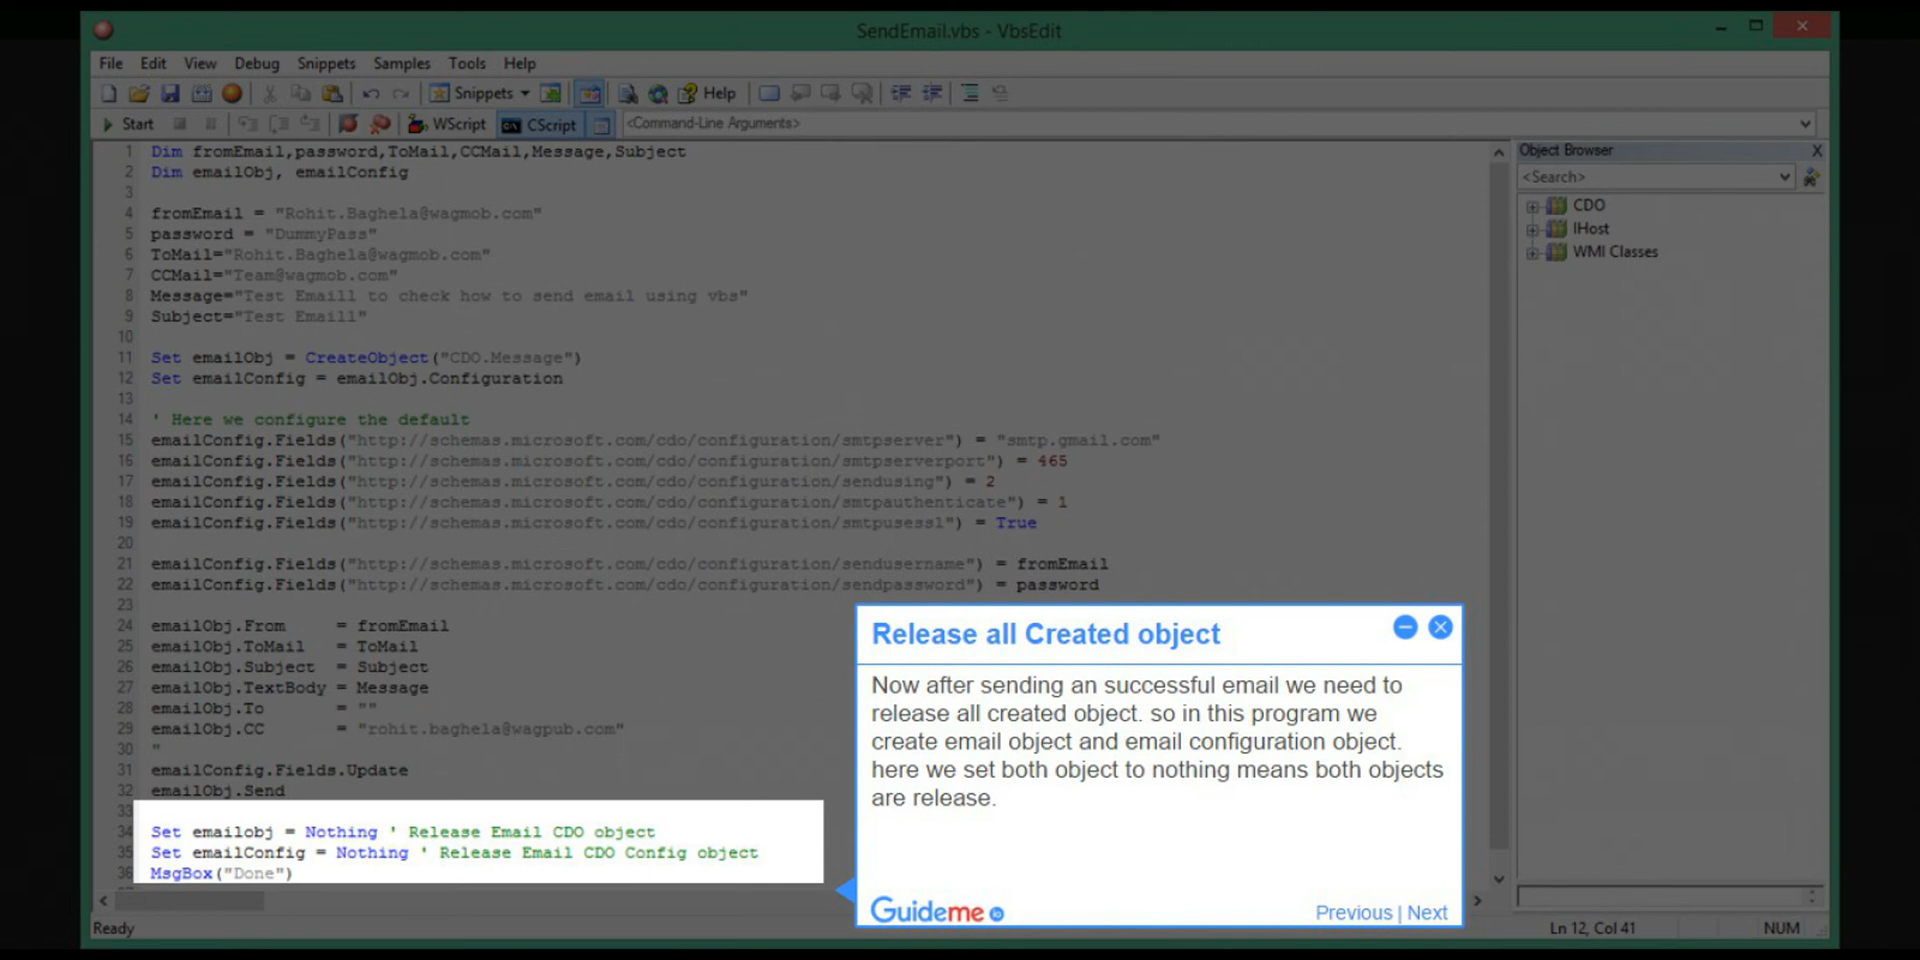 SendEmail.vbs - VbsEdit
File Edit View Debug Snippets Samples Tools Help
Snippets Help
Start WScript CScript <Command-Line Arguments>
1 Dim fromEmail,password,ToMail,CCMail,Message,Subject
2 Dim emailObj, emailConfig
3
4 fromEmail = "Rohit.Baghela@wagmob.com"
5 password = "DummyPass"
6 ToMail="Rohit.Baghela@wagmob.com"
7 CCMail="Team@wagmob.com"
8 Message="Test Emaill to check how to send email using vbs"
9 Subject="Test Emaill"
10
11 Set emailObj = CreateObject("CDO.Message")
12 Set emailConfig = emailObj.Configuration
13
14 ' Here we configure the default
15 emailConfig.Fields("http://schemas.microsoft.com/cdo/configuration/smtpserver") = "smtp.gmail.com"
16 emailConfig.Fields("http://schemas.microsoft.com/cdo/configuration/smtpserverport") = 465
17 emailConfig.Fields("http://schemas.microsoft.com/cdo/configuration/sendusing") = 2
18 emailConfig.Fields("http://schemas.microsoft.com/cdo/configuration/smtpauthenticate") = 1
19 emailConfig.Fields("http://schemas.microsoft.com/cdo/configuration/smtpusessl") = True
20
21 emailConfig.Fields("http://schemas.microsoft.com/cdo/configuration/sendusername") = fromEmail
22 emailConfig.Fields("http://schemas.microsoft.com/cdo/configuration/sendpassword") = password
23
24 emailObj.From = fromEmail
25 emailObj.ToMail = ToMail
26 emailObj.Subject = Subject
27 emailObj.TextBody = Message
28 emailObj.To = ""
29 emailObj.CC = "rohit.baghela@wagpub.com"
30 "
31 emailConfig.Fields.Update
32 emailObj.Send
33
34 Set emailobj = Nothing ' Release Email CDO object
35 Set emailConfig = Nothing ' Release Email CDO Config object
36 MsgBox("Done")
Object Browser X
<Search>
CDO
IHost
WMI Classes
Release all Created object
Now after sending an successful email we need to
release all created object. so in this program we
create email object and email configuration object.
here we set both object to nothing means both objects
are release.
Guideme
Previous | Next
Ready Ln 12, Col 41 NUM